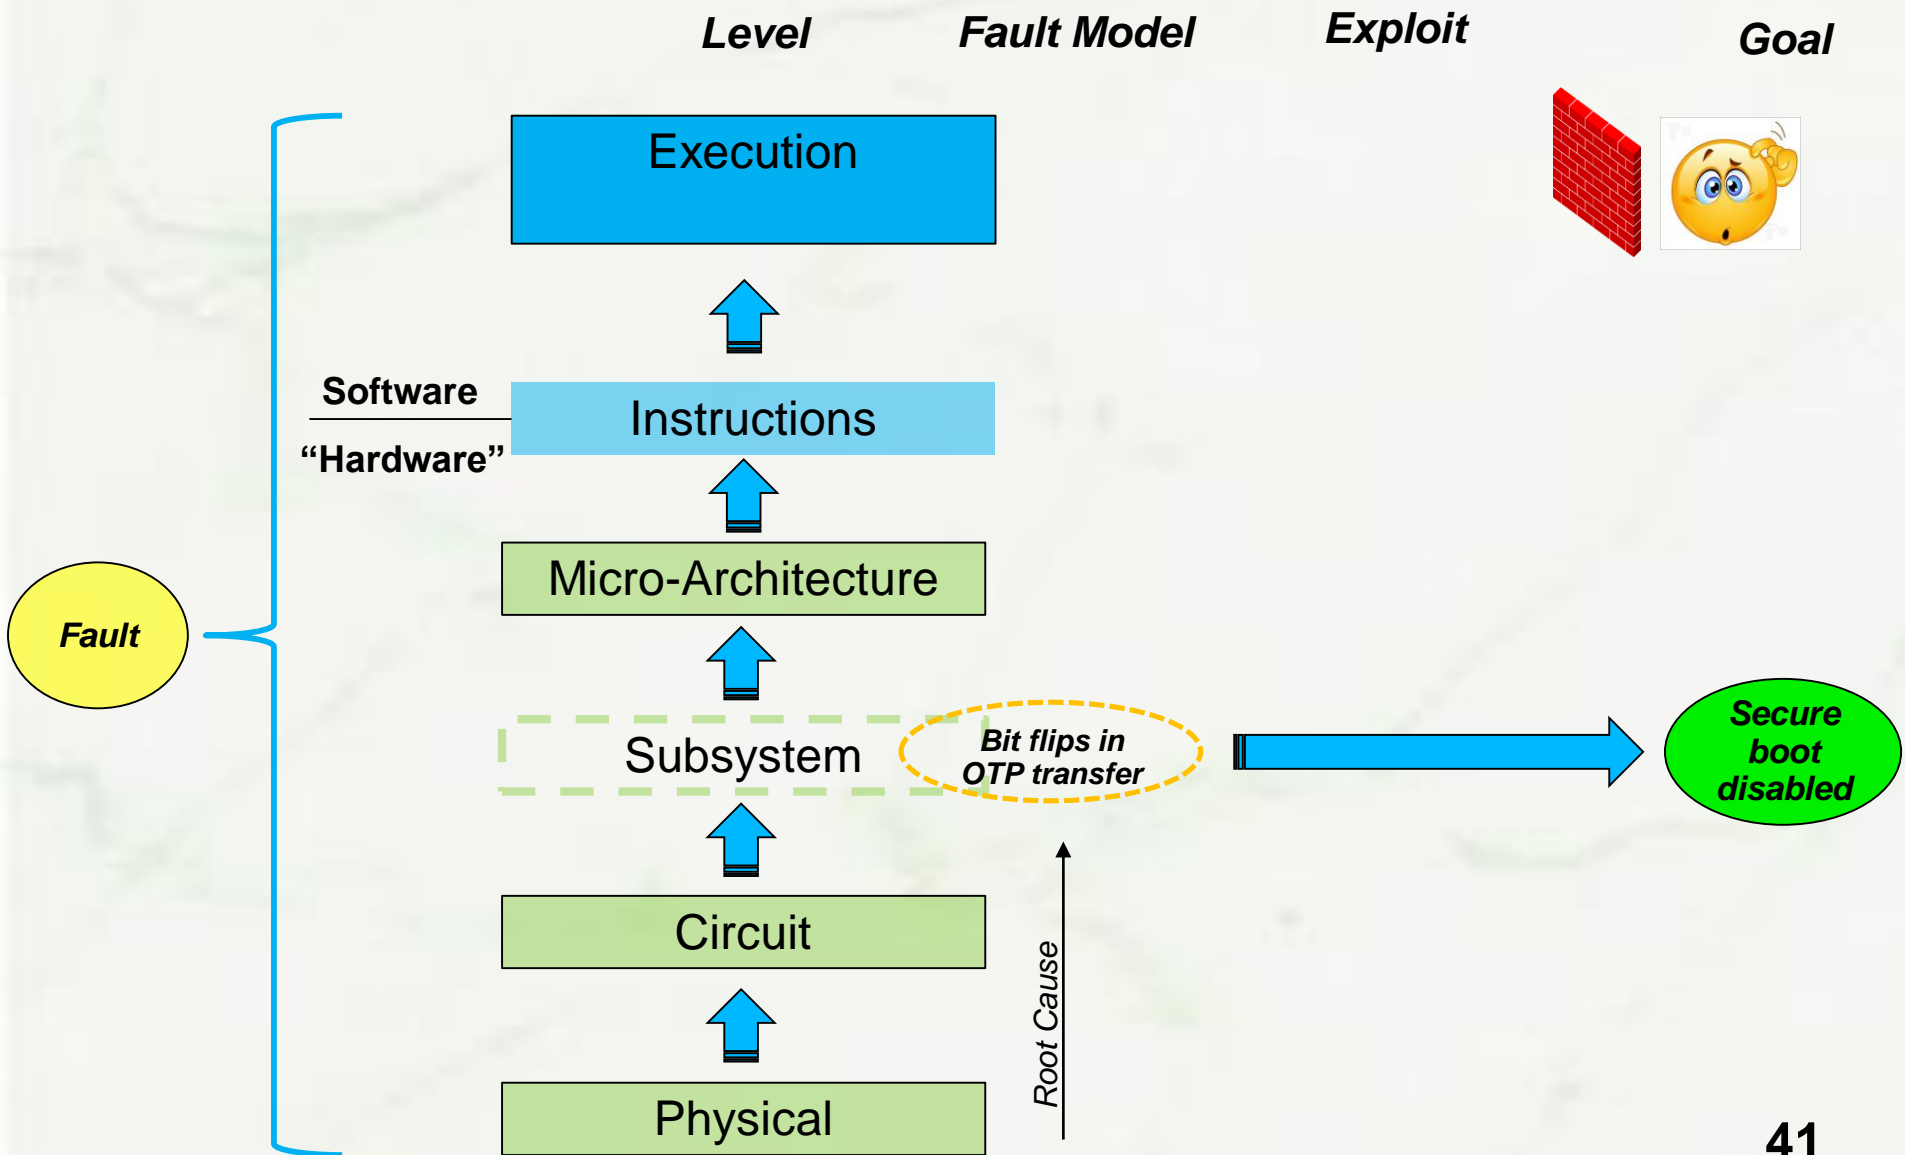 Level
Fault Model
Exploit
Goal
Execution
Software
“Hardware”
Instructions
Micro-Architecture
Fault
Subsystem
Bit flips in
OTP transfer
Secure
boot
disabled
Circuit
Root Cause
Physical
41